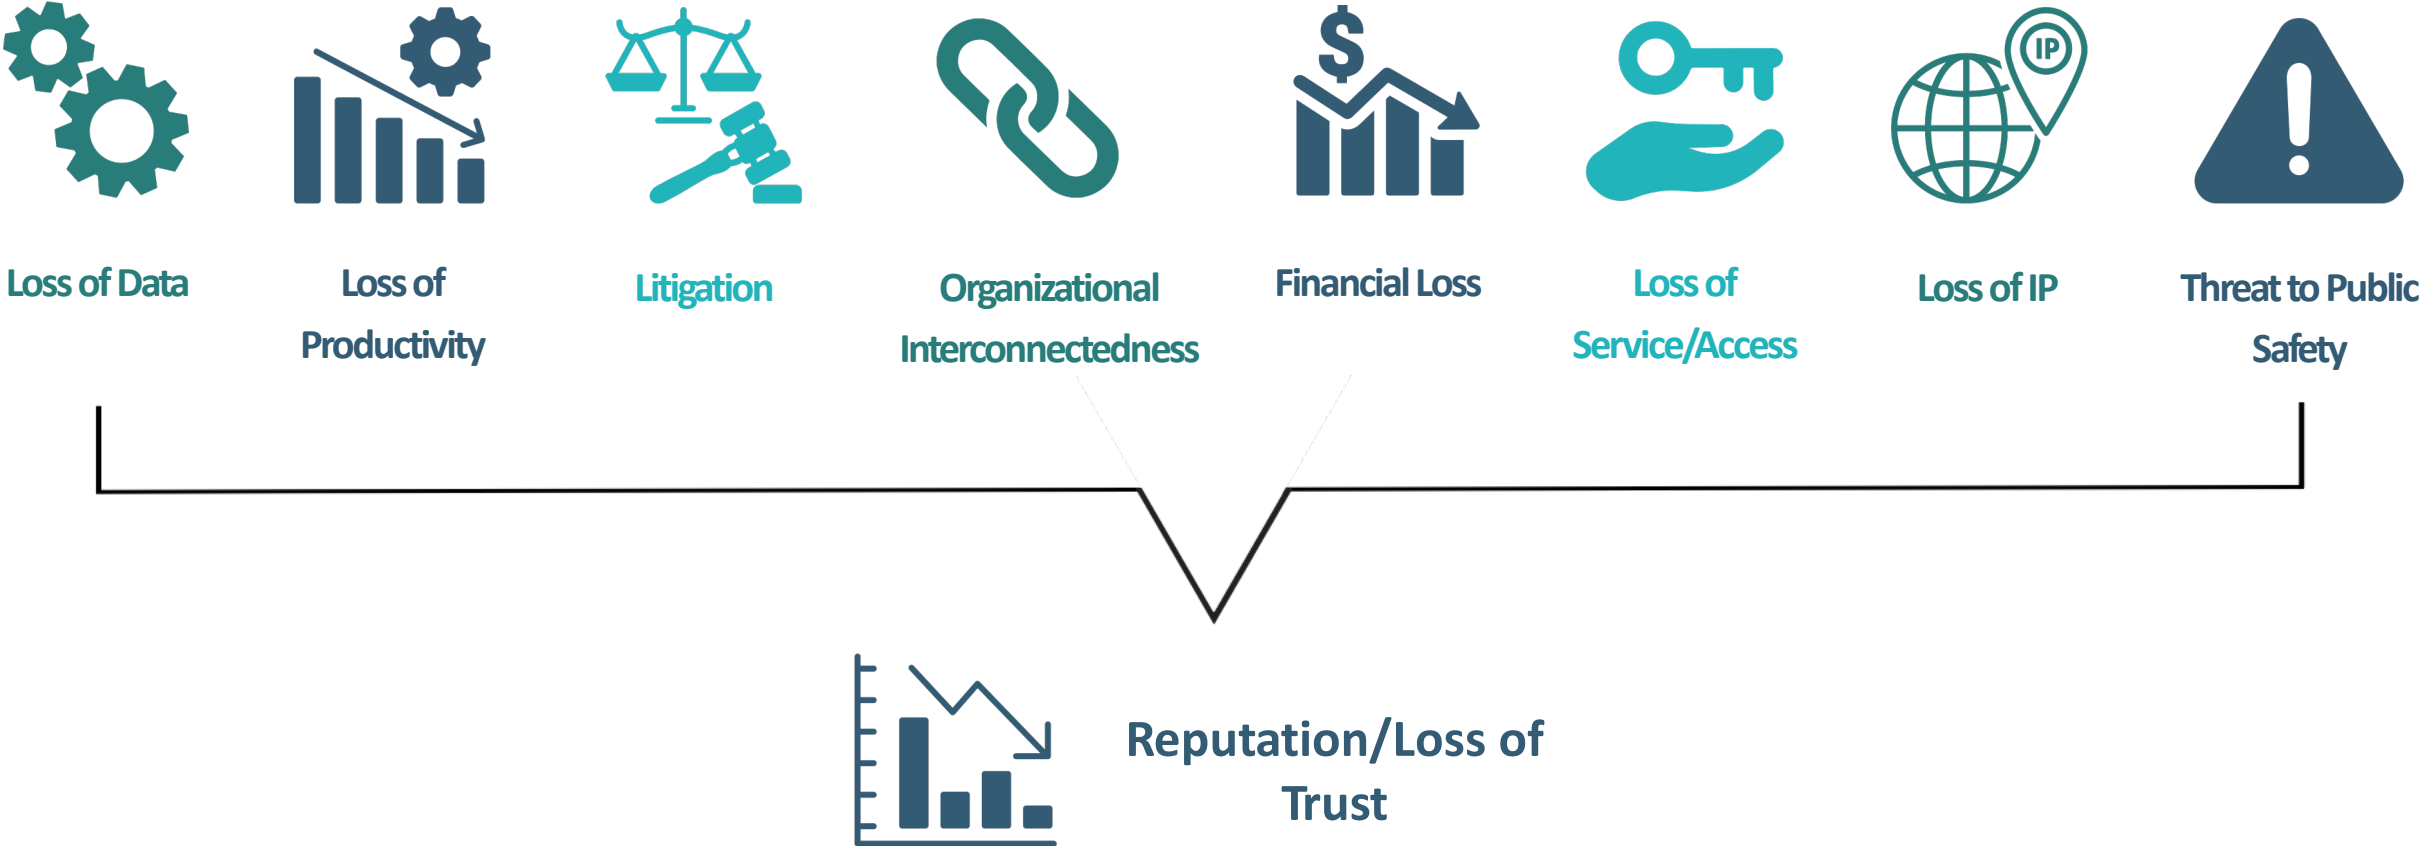 IP
Loss of Data
Loss of
Productivity
Litigation
Organizational
Interconnectedness
$
Financial Loss
Loss of
Service/Access
Loss of IP
Threat to Public
Safety
Reputation/Loss of
Trust